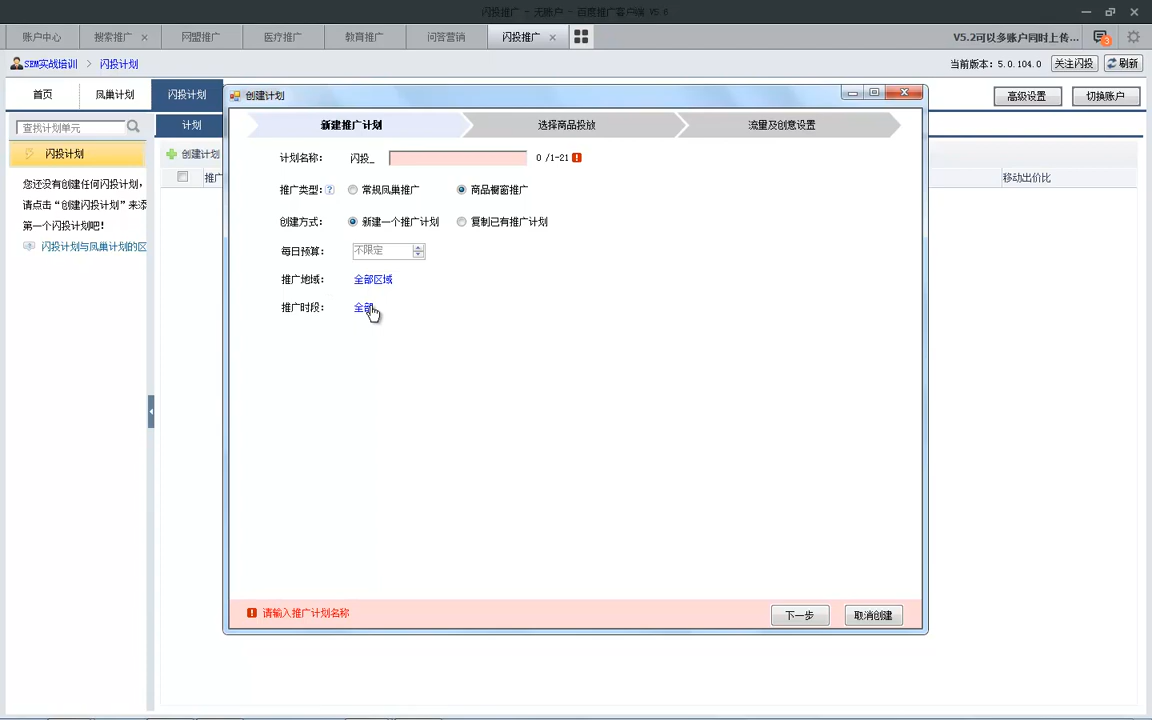 闪投推广 - 无账户 - 百度推广客户端 V5.0
账户中心 搜索推广 网盟推广 医疗推广 教育推广 问答营销 闪投推广 V5.2可以多账户同时上传... 3
SEM实战培训 > 闪投计划 当前版本: 5.0.104.0 关注闪投 刷新
首页 凤巢计划 闪投计划 高级设置 切换账户
查找计划单元 计划
闪投计划 创建计划
推广 移动出价比
您还没有创建任何闪投计划,
请点击“创建闪投计划”来添
第一个闪投计划吧!
闪投计划与凤巢计划的区
创建计划
新建推广计划 选择商品投放 流量及创意设置
计划名称: 闪投_ 0 /1-21
推广类型: ? 常规凤巢推广 商品橱窗推广
创建方式: 新建一个推广计划 复制已有推广计划
每日预算: 不限定
推广地域: 全部区域
推广时段: 全部
请输入推广计划名称 下一步 取消创建